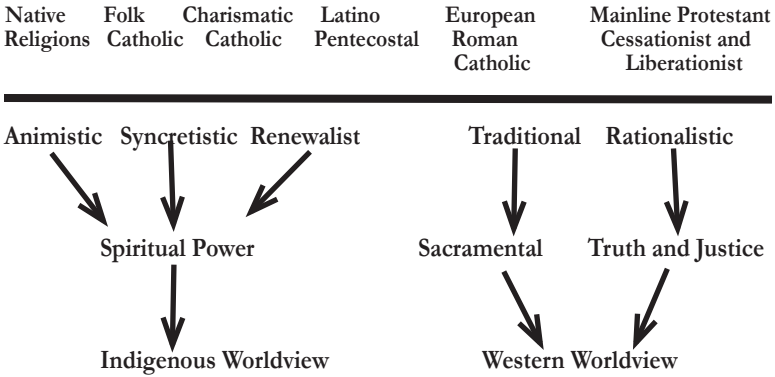 Native Folk Charismatic Latino European Mainline Protestant
Religions Catholic Catholic Pentecostal Roman Cessationist and
Catholic Liberationist
Animistic Syncretistic Renewalist Traditional Rationalistic
Spiritual Power Sacramental Truth and Justice
Indigenous Worldview Western Worldview